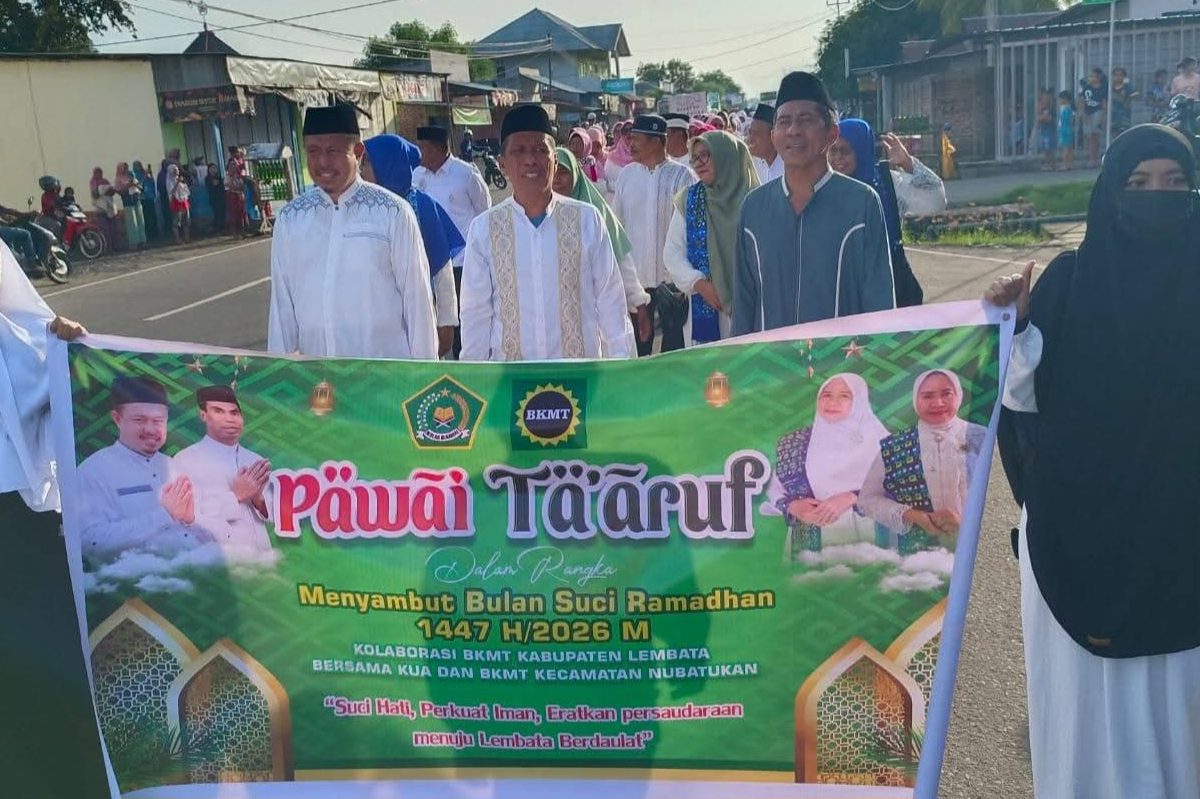 BKMT
Päwäi Tä'äruf
Dalam Rangka
Menyambut Bulan Suci Ramadhan
1447 H/2026 M
KOLABORASI BKMT KABUPATEN LEMBATA
BERSAMA KUA DAN BKMT KECAMATAN NUBATUKAN
“Suci Hati, Perkuat Iman, Eratkan persaudaraan
menuju Lembata Berdaulat”